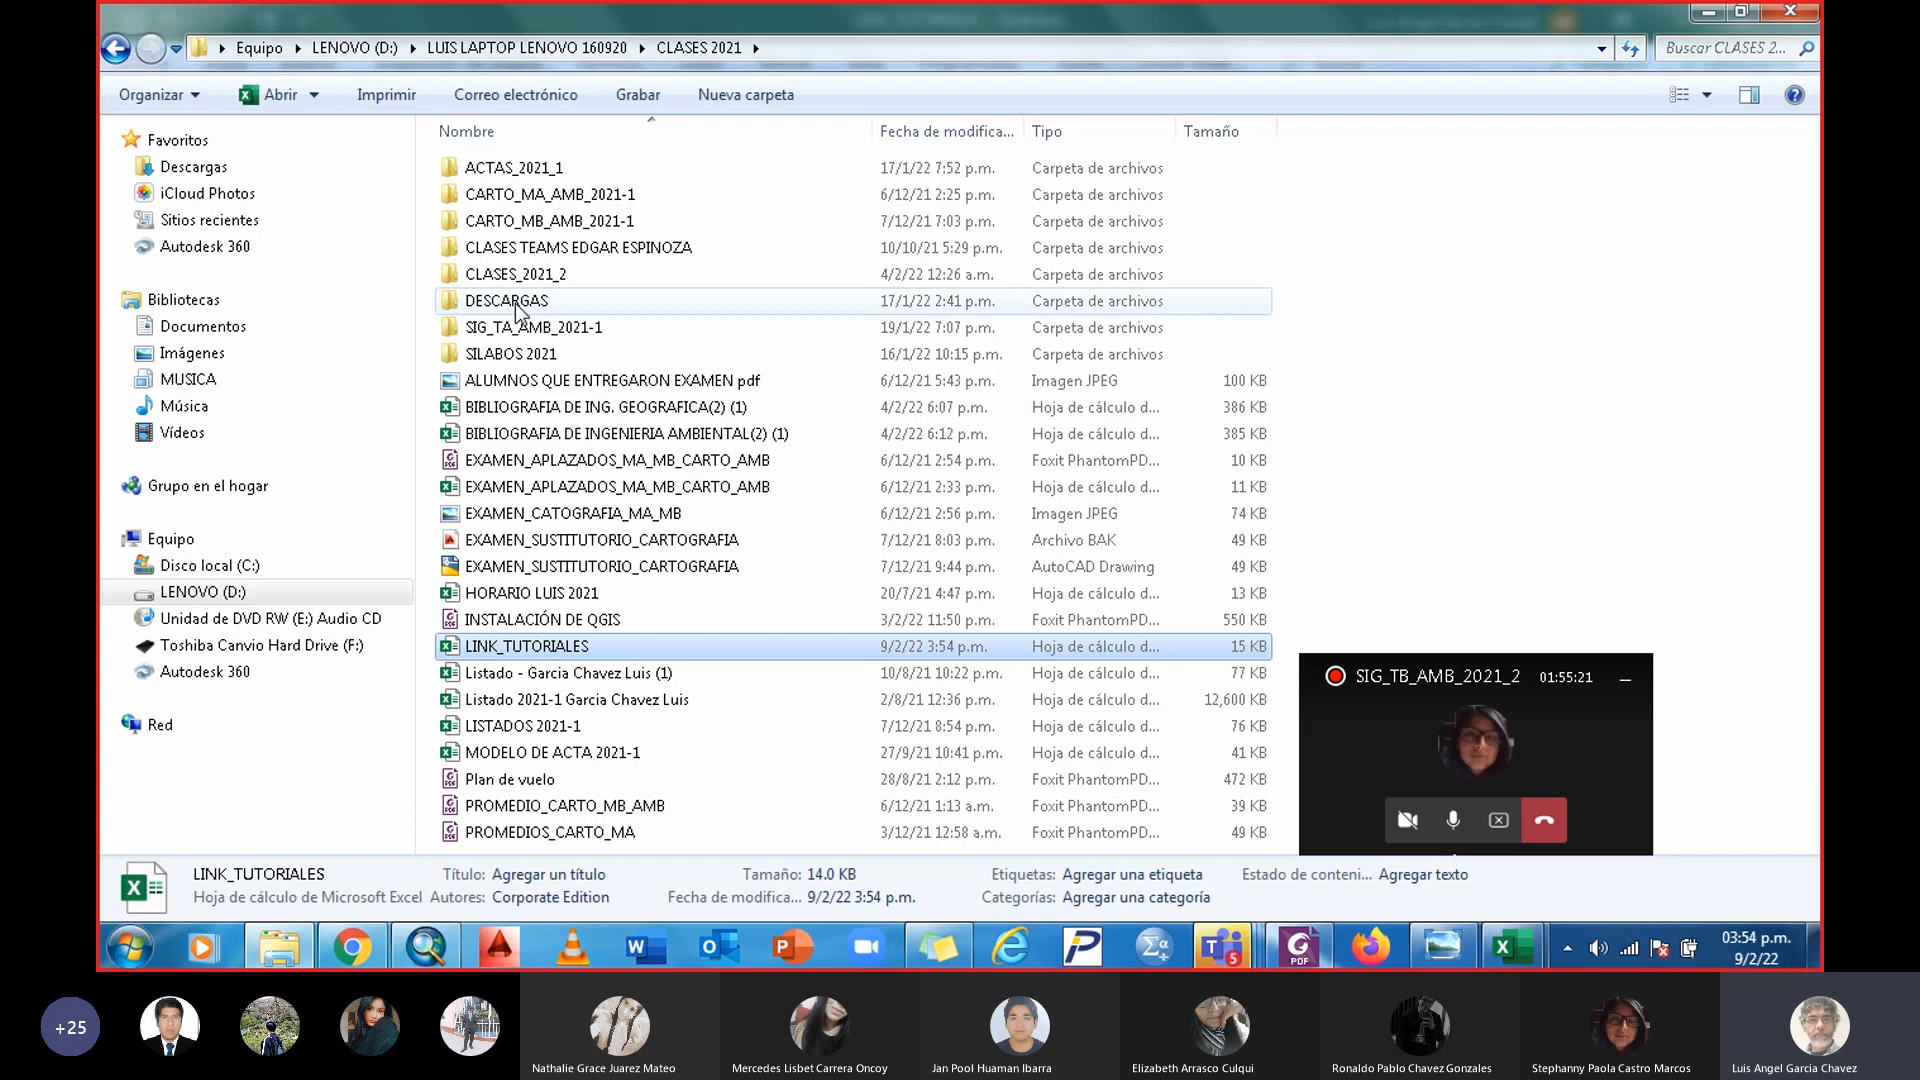 Equipo LENOVO (D:) LUIS LAPTOP LENOVO 160920 CLASES 2021 Buscar CLASES 2...
Organizar Abrir Imprimir Correo electrónico Grabar Nueva carpeta
Favoritos
Descargas
iCloud Photos
Sitios recientes
Autodesk 360
Bibliotecas
Documentos
Imágenes
MUSICA
Música
Vídeos
Grupo en el hogar
Equipo
Disco local (C:)
LENOVO (D:)
Unidad de DVD RW (E:) Audio CD
Toshiba Canvio Hard Drive (F:)
Autodesk 360
Red
Nombre Fecha de modifica... Tipo Tamaño
ACTAS_2021_1 17/1/22 7:52 p.m. Carpeta de archivos
CARTO_MA_AMB_2021-1 6/12/21 2:25 p.m. Carpeta de archivos
CARTO_MB_AMB_2021-1 7/12/21 7:03 p.m. Carpeta de archivos
CLASES TEAMS EDGAR ESPINOZA 10/10/21 5:29 p.m. Carpeta de archivos
CLASES_2021_2 4/2/22 12:26 a.m. Carpeta de archivos
DESCARGAS 17/1/22 2:41 p.m. Carpeta de archivos
SIG_TA_AMB_2021-1 19/1/22 7:07 p.m. Carpeta de archivos
SILABOS 2021 16/1/22 10:15 p.m. Carpeta de archivos
ALUMNOS QUE ENTREGARON EXAMEN pdf 6/12/21 5:43 p.m. Imagen JPEG 100 KB
BIBLIOGRAFIA DE ING. GEOGRAFICA(2) (1) 4/2/22 6:07 p.m. Hoja de cálculo d... 386 KB
BIBLIOGRAFIA DE INGENIERIA AMBIENTAL(2) (1) 4/2/22 6:12 p.m. Hoja de cálculo d... 385 KB
EXAMEN_APLAZADOS_MA_MB_CARTO_AMB 6/12/21 2:54 p.m. Foxit PhantomPD... 10 KB
EXAMEN_APLAZADOS_MA_MB_CARTO_AMB 6/12/21 2:33 p.m. Hoja de cálculo d... 11 KB
EXAMEN_CATOGRAFIA_MA_MB 6/12/21 2:56 p.m. Imagen JPEG 74 KB
EXAMEN_SUSTITUTORIO_CARTOGRAFIA 7/12/21 8:03 p.m. Archivo BAK 49 KB
EXAMEN_SUSTITUTORIO_CARTOGRAFIA 7/12/21 9:44 p.m. AutoCAD Drawing 49 KB
HORARIO LUIS 2021 20/7/21 4:47 p.m. Hoja de cálculo d... 13 KB
INSTALACIÓN DE QGIS 3/2/22 11:50 p.m. Foxit PhantomPD... 550 KB
LINK_TUTORIALES 9/2/22 3:54 p.m. Hoja de cálculo d... 15 KB
Listado - Garcia Chavez Luis (1) 10/8/21 10:22 p.m. Hoja de cálculo d... 77 KB
Listado 2021-1 Garcia Chavez Luis 2/8/21 12:36 p.m. Hoja de cálculo d... 12,600 KB
LISTADOS 2021-1 7/12/21 8:54 p.m. Hoja de cálculo d... 76 KB
MODELO DE ACTA 2021-1 27/9/21 10:41 p.m. Hoja de cálculo d... 41 KB
Plan de vuelo 28/8/21 2:12 p.m. Foxit PhantomPD... 472 KB
PROMEDIO_CARTO_MB_AMB 6/12/21 1:13 a.m. Foxit PhantomPD... 39 KB
PROMEDIOS_CARTO_MA 3/12/21 12:58 a.m. Foxit PhantomPD... 49 KB
SIG_TB_AMB_2021_2 01:55:21
LINK_TUTORIALES Título: Agregar un título Tamaño: 14.0 KB Etiquetas: Agregar una etiqueta Estado de conteni... Agregar texto
Hoja de cálculo de Microsoft Excel Autores: Corporate Edition Fecha de modifica... 9/2/22 3:54 p.m. Categorías: Agregar una categoría
5
PDF
03:54 p.m.
9/2/22
+25
Nathalie Grace Juarez Mateo
Mercedes Lisbet Carrera Oncoy
Jan Pool Huaman Ibarra
Elizabeth Arrasco Culqui
Ronaldo Pablo Chavez Gonzales
Stephanny Paola Castro Marcos
Luis Angel Garcia Chavez